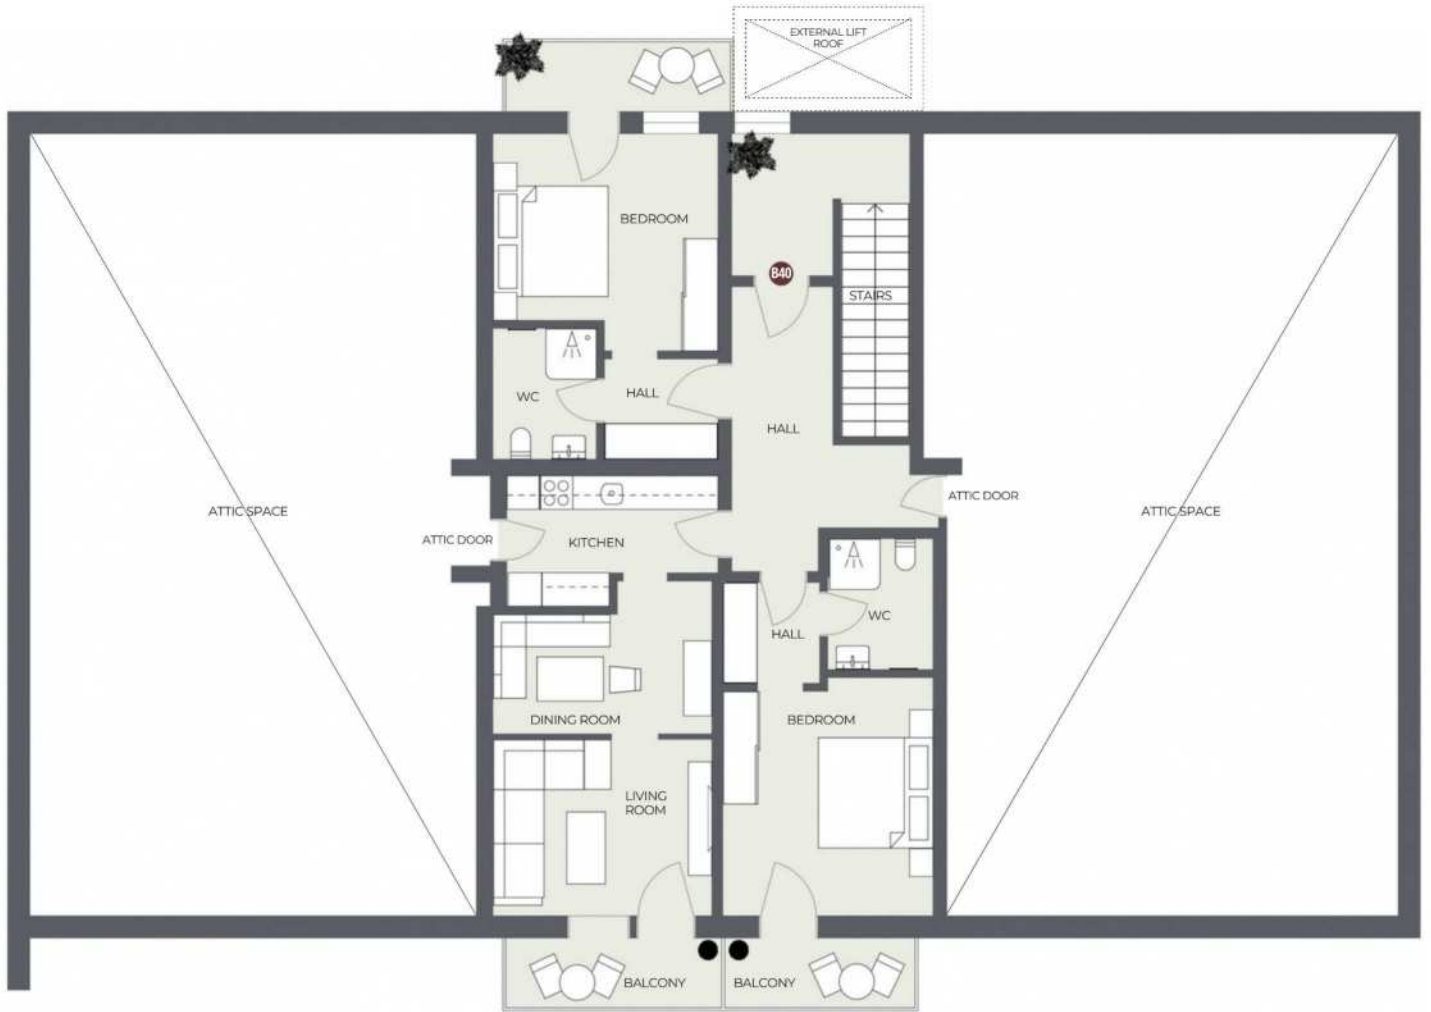 EXTERNAL LIFT
ROOF
BEDROOM
B40
STAIRS
WC
HALL
HALL
ATTIC SPACE
ATTIC DOOR
ATTIC SPACE
ATTIC DOOR
KITCHEN
WC
HALL
DINING ROOM
BEDROOM
LIVING
ROOM
BALCONY
BALCONY